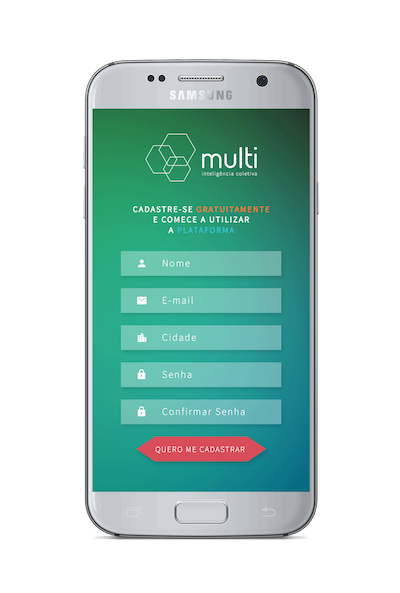 SAMSUNG
multi
inteligência coletiva
CADASTRE-SE GRATUITAMENTE
E COMECE A UTILIZAR
A PLATAFORMA
Nome
E-mail
Cidade
Senha
Confirmar Senha
QUERO ME CADASTRAR